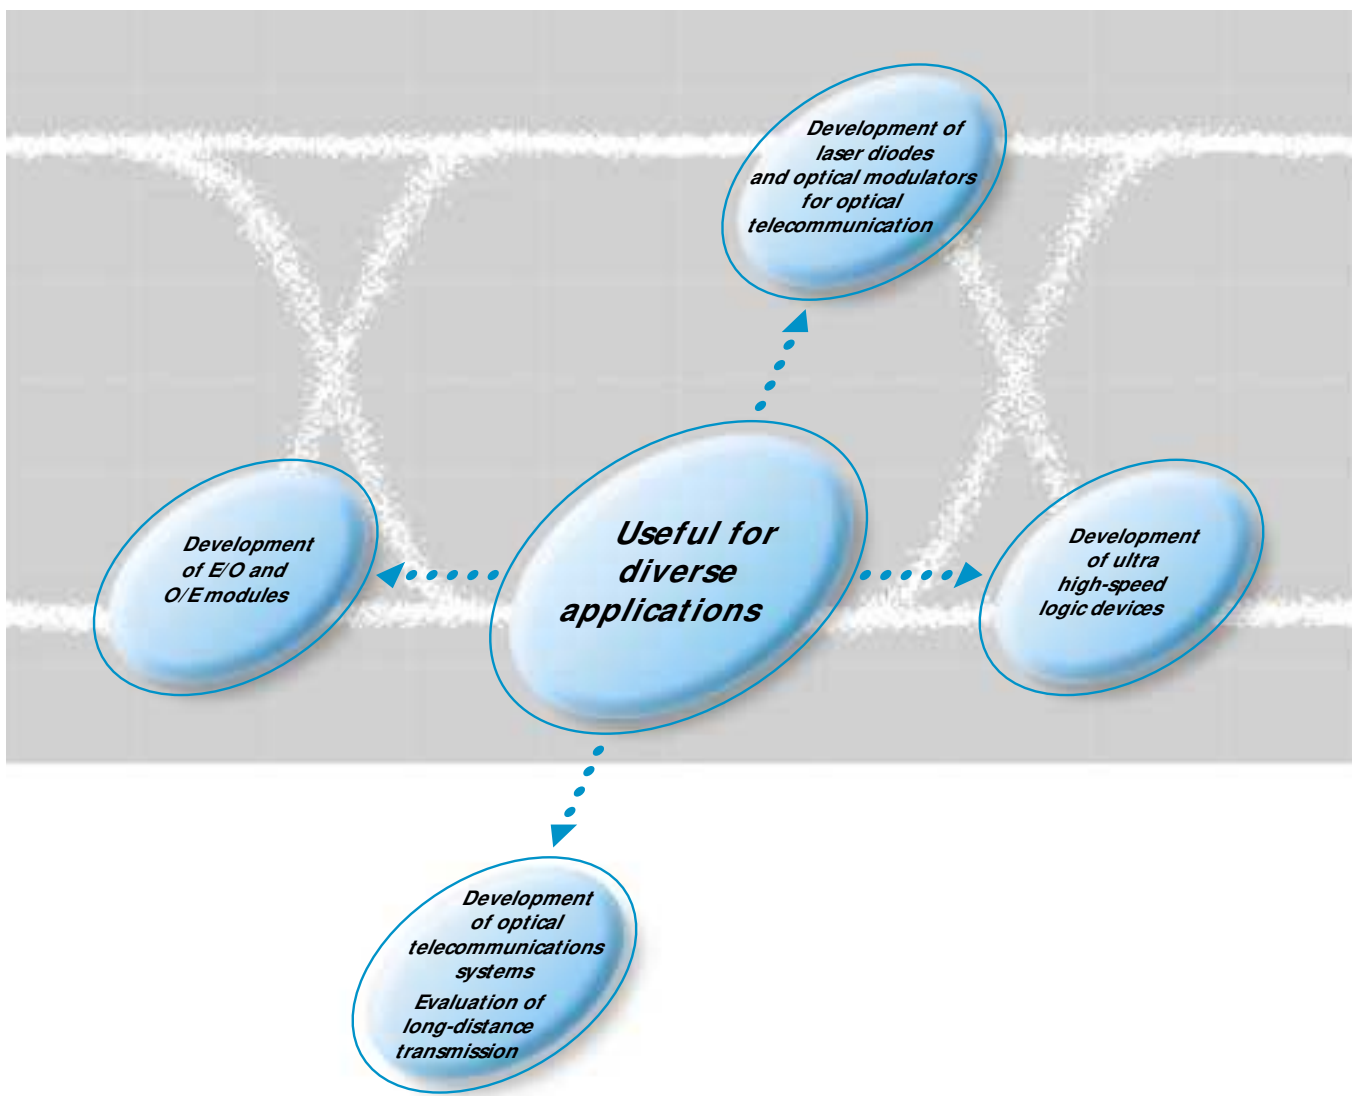 Development of
laser diodes
and optical modulators
for optical
telecommunication
Useful for
diverse
applications
Development
of E/O and
O/E modules
Development
of ultra
high-speed
logic devices
Development
of optical
telecommunications
systems
Evaluation of
long-distance
transmission